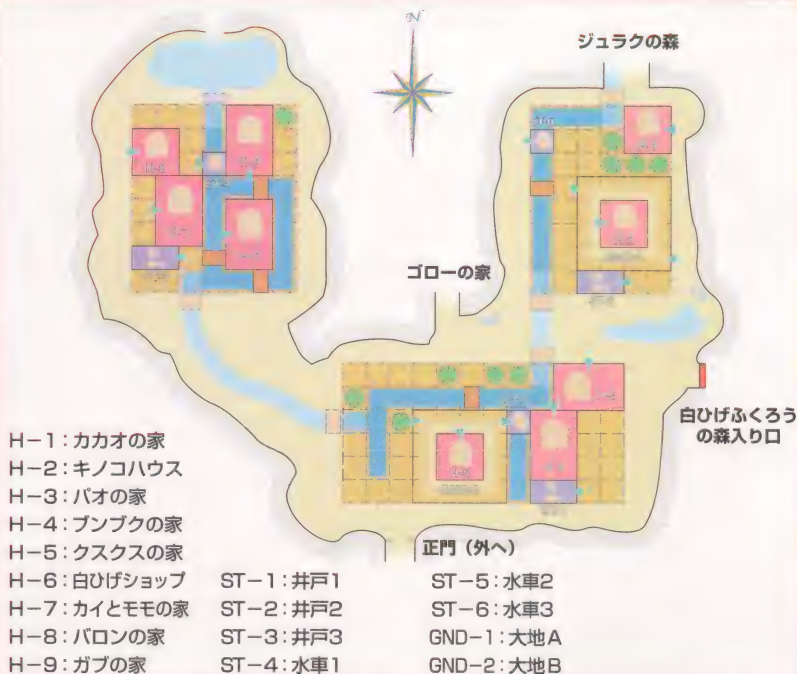 N
ジュラクの森
ゴローの家
白ひげふくろう
の森入り口
正門（外へ）
H−1：カカオの家
H−2：キノコハウス
H−3：パオの家
H−4：ブンブクの家
H−5：クスクスの家
H−6：白ひげショップ
H−7：カイとモモの家
H−8：バロンの家
H−9：ガブの家
ST−1：井戸1
ST−2：井戸2
ST−3：井戸3
ST−4：水車1
ST−5：水車2
ST−6：水車3
GND−1：大地A
GND−2：大地B